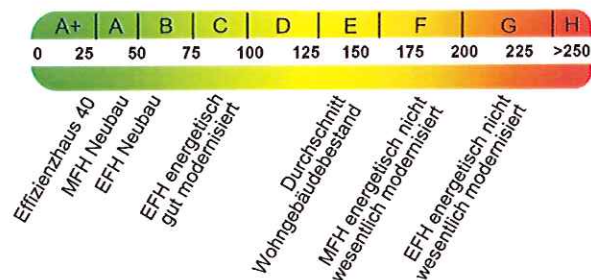 A+ A B C D E F G H
0 25 50 75 100 125 150 175 200 225 >250
Effizienzhaus 40
MFH Neubau
EFH Neubau
EFH energetisch
gut modernisiert
Durchschnitt
Wohngebäudebestand
MFH energetisch nicht
wesentlich modernisiert
EFH energetisch nicht
wesentlich modernisiert